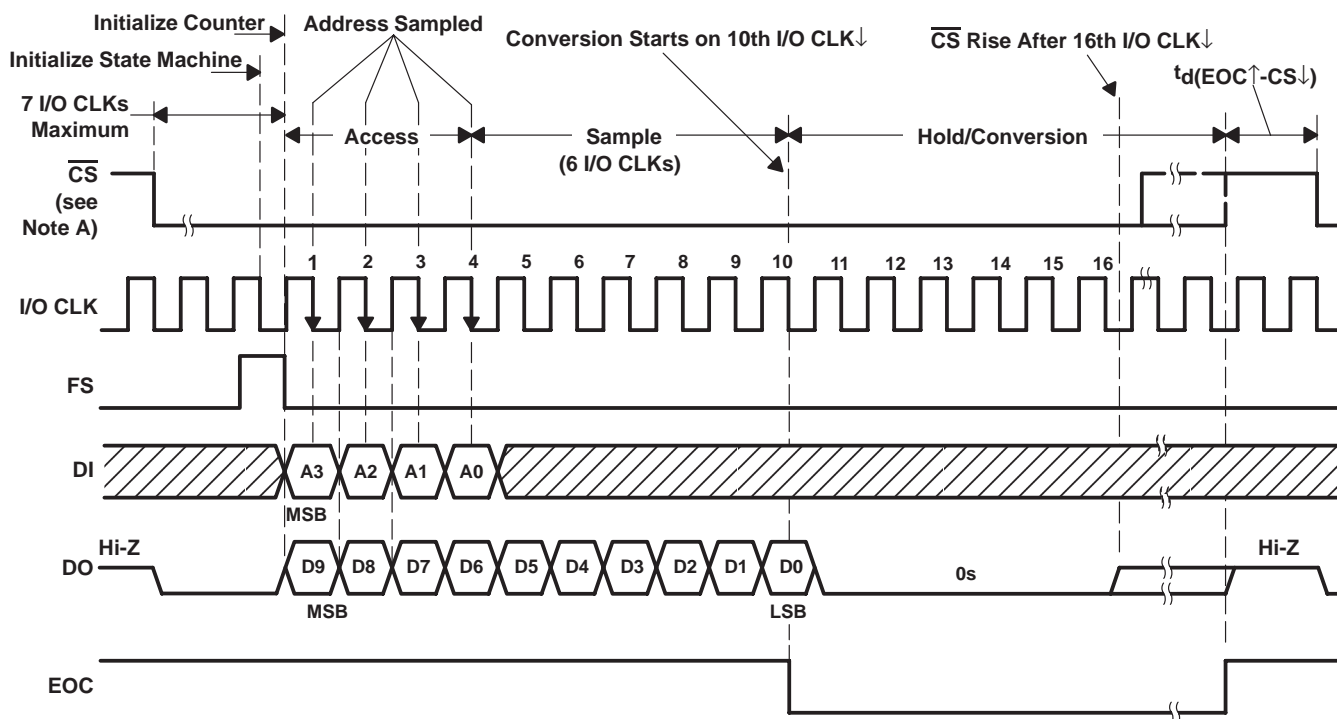 Initialize Counter
Address Sampled
Conversion Starts on 10th I/O CLK↓
CS Rise After 16th I/O CLK↓
Initialize State Machine
td(EOC↑-CS↓)
7 I/O CLKs
Maximum
Access
Sample
(6 I/O CLKs)
Hold/Conversion
CS
(see
Note A)
1 2 3 4 5 6 7 8 9 10 11 12 13 14 15 16
I/O CLK
FS
DI
A3 A2 A1 A0
MSB
Hi-Z
DO
D9 D8 D7 D6 D5 D4 D3 D2 D1 D0
0s
Hi-Z
MSB
LSB
EOC